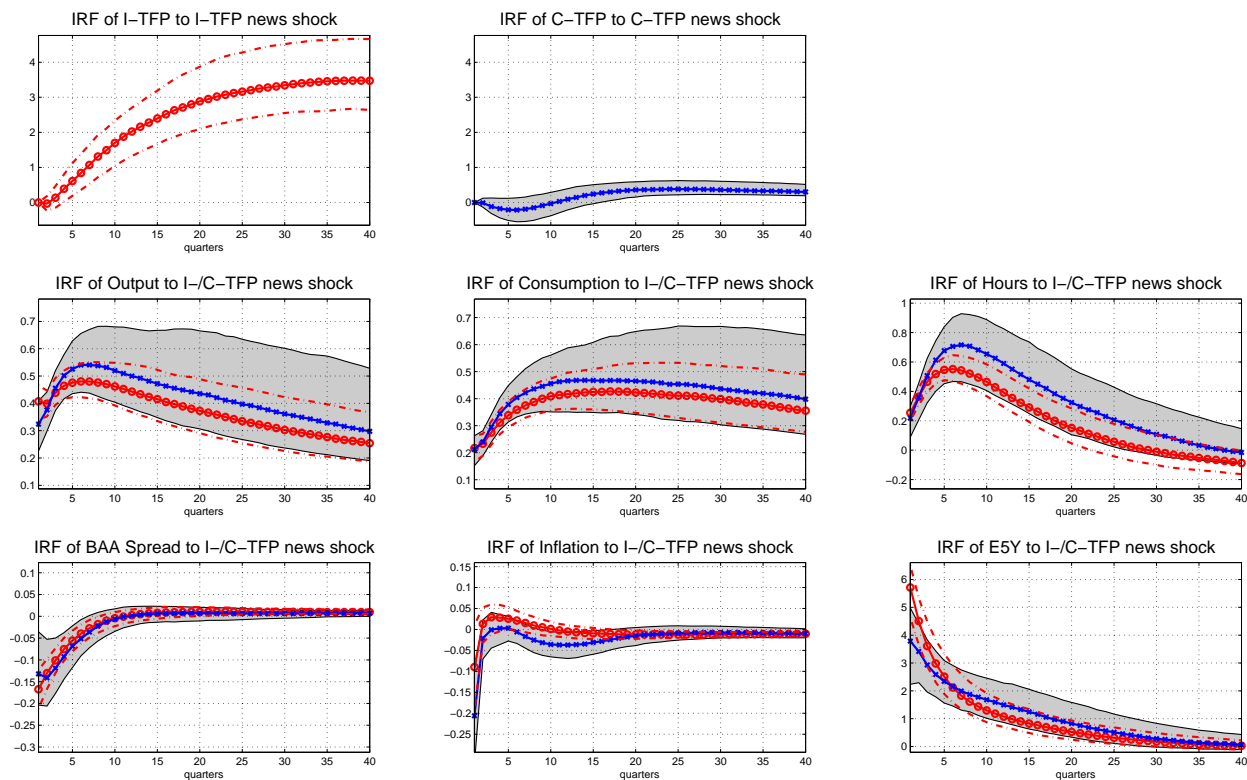 IRF of I−TFP to I−TFP news shock
4
3
2
1
0
5 10 15 20 25 30 35 40
quarters
IRF of C−TFP to C−TFP news shock
4
3
2
1
0
5 10 15 20 25 30 35 40
quarters
IRF of Output to I−/C−TFP news shock
0.7
0.6
0.5
0.4
0.3
0.2
0.1
5 10 15 20 25 30 35 40
quarters
IRF of Consumption to I−/C−TFP news shock
0.7
0.6
0.5
0.4
0.3
0.2
0.1
5 10 15 20 25 30 35 40
quarters
IRF of Hours to I−/C−TFP news shock
1
0.8
0.6
0.4
0.2
0
−0.2
5 10 15 20 25 30 35 40
quarters
IRF of BAA Spread to I−/C−TFP news shock
0.1
0.05
0
−0.05
−0.1
−0.15
−0.2
−0.25
−0.3
5 10 15 20 25 30 35 40
quarters
IRF of Inflation to I−/C−TFP news shock
0.15
0.1
0.05
0
−0.05
−0.1
−0.15
−0.2
−0.25
5 10 15 20 25 30 35 40
quarters
IRF of E5Y to I−/C−TFP news shock
6
5
4
3
2
1
0
5 10 15 20 25 30 35 40
quarters